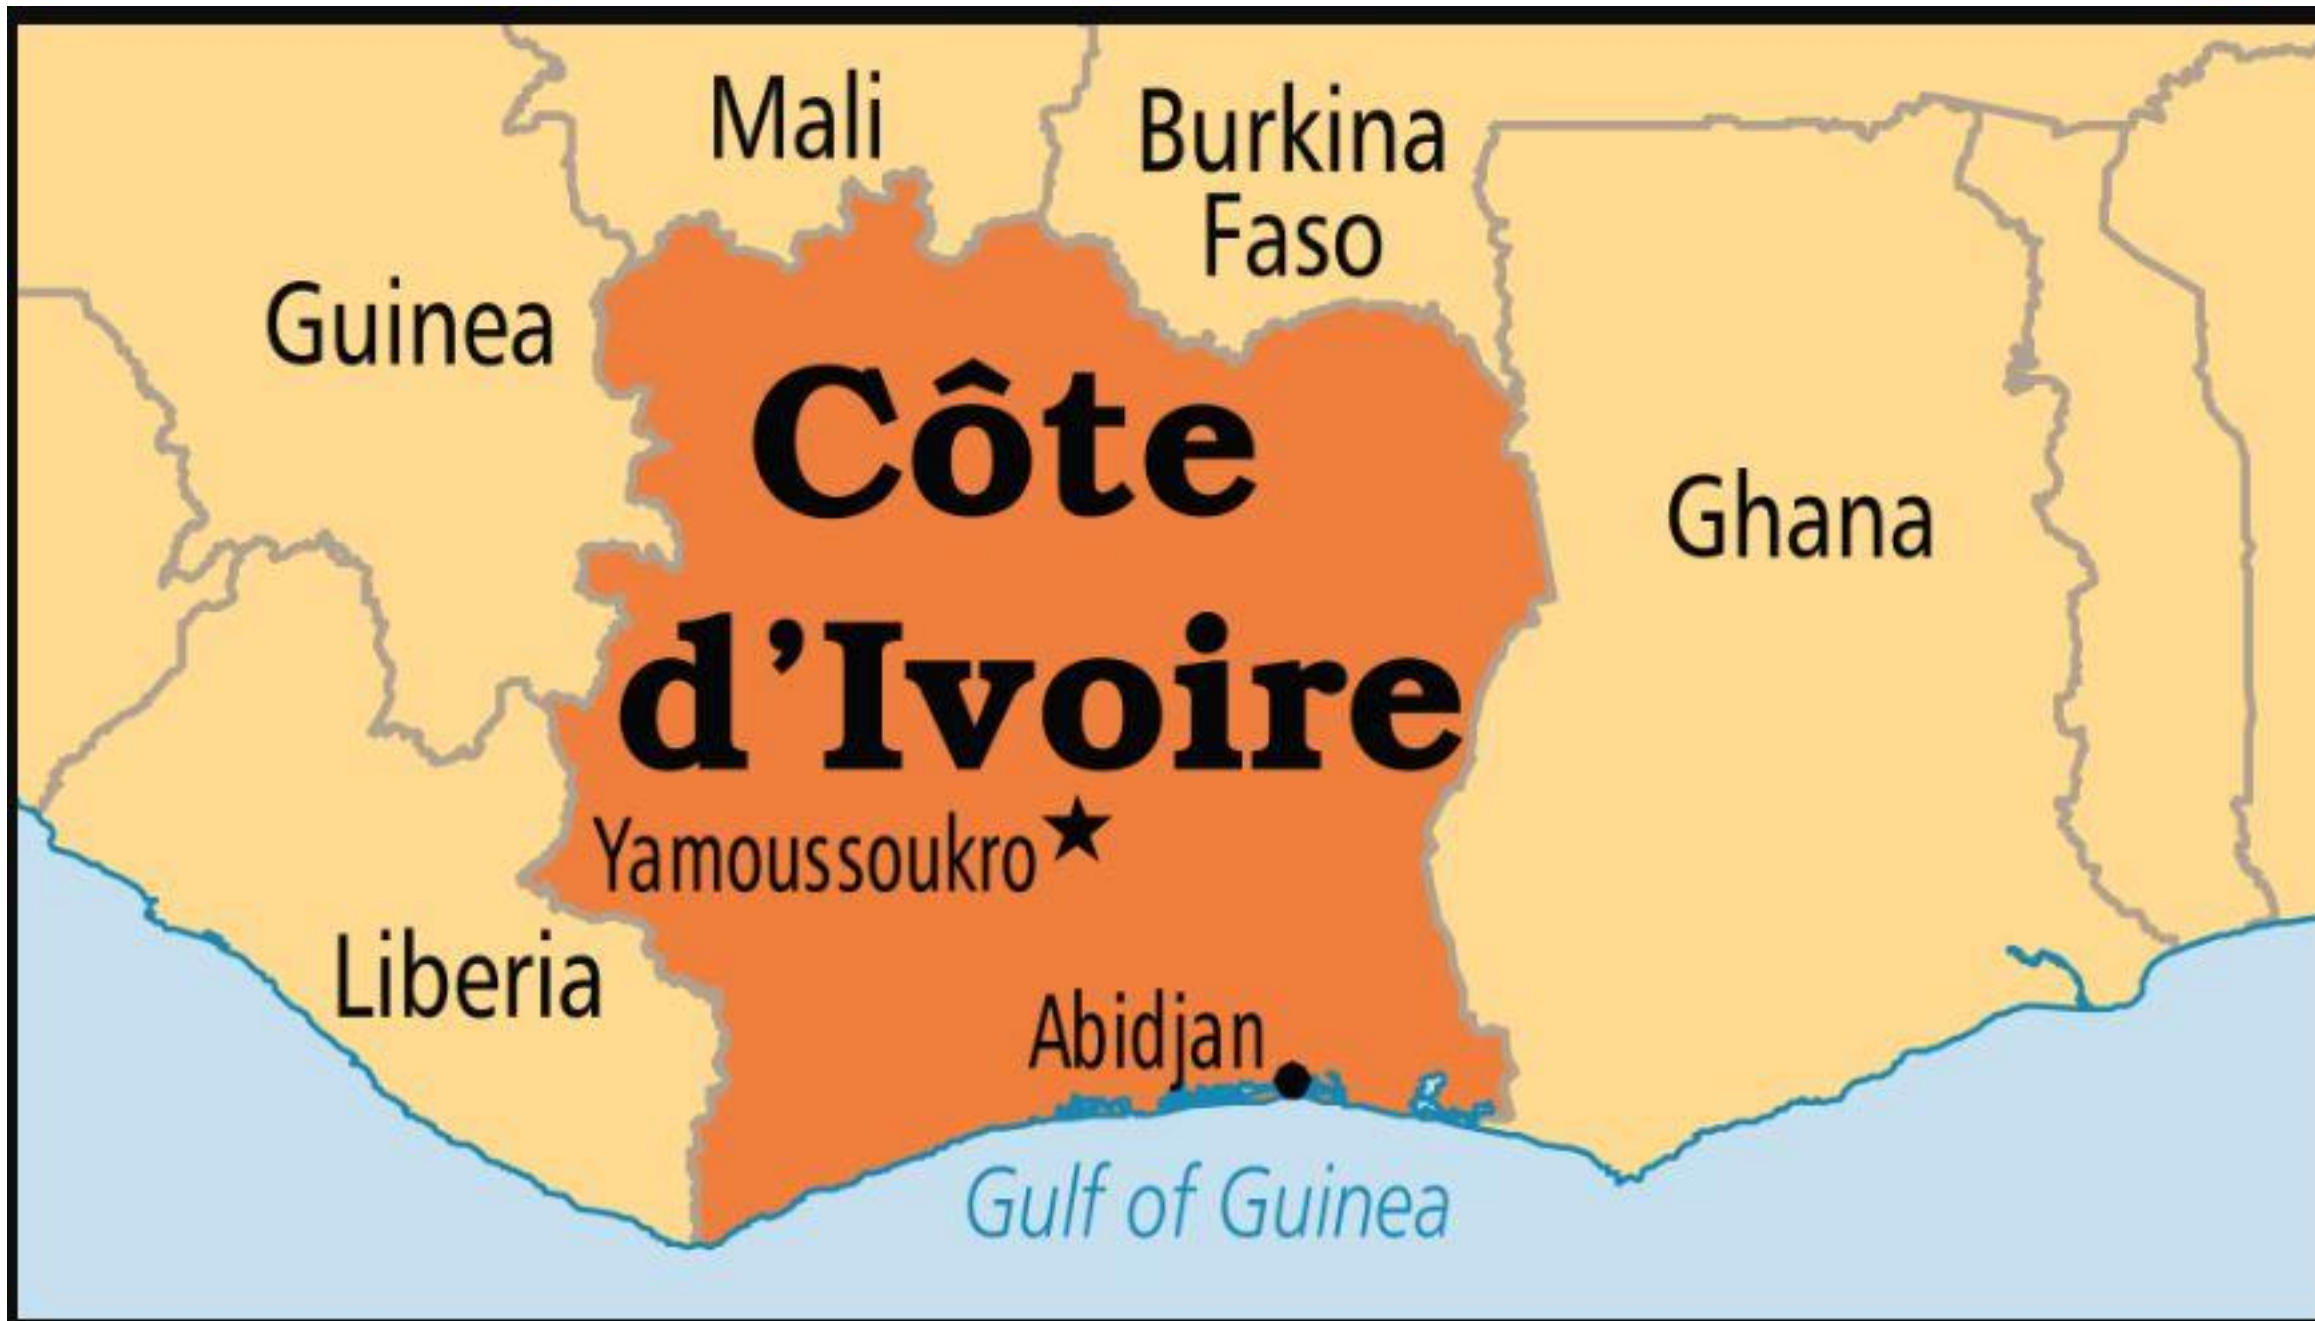 Mali
Burkina
Faso
Guinea
Côte
d’Ivoire
Ghana
Yamoussoukro
Liberia
Abidjan
Gulf of Guinea